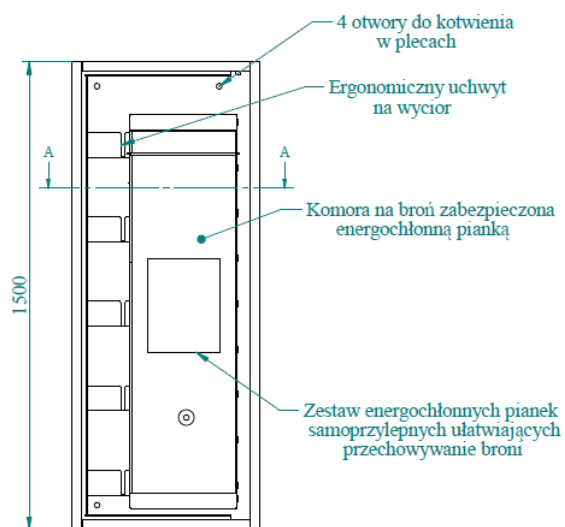 4 otwory do kotwienia
w plecach
Ergonomiczny uchwyt
na wycior
A
A
Komora na broń zabezpieczona
energochłonną pianką
1500
Zestaw energochłonnych pianek
samoprzylepnych ułatwiających
przechowywanie broni